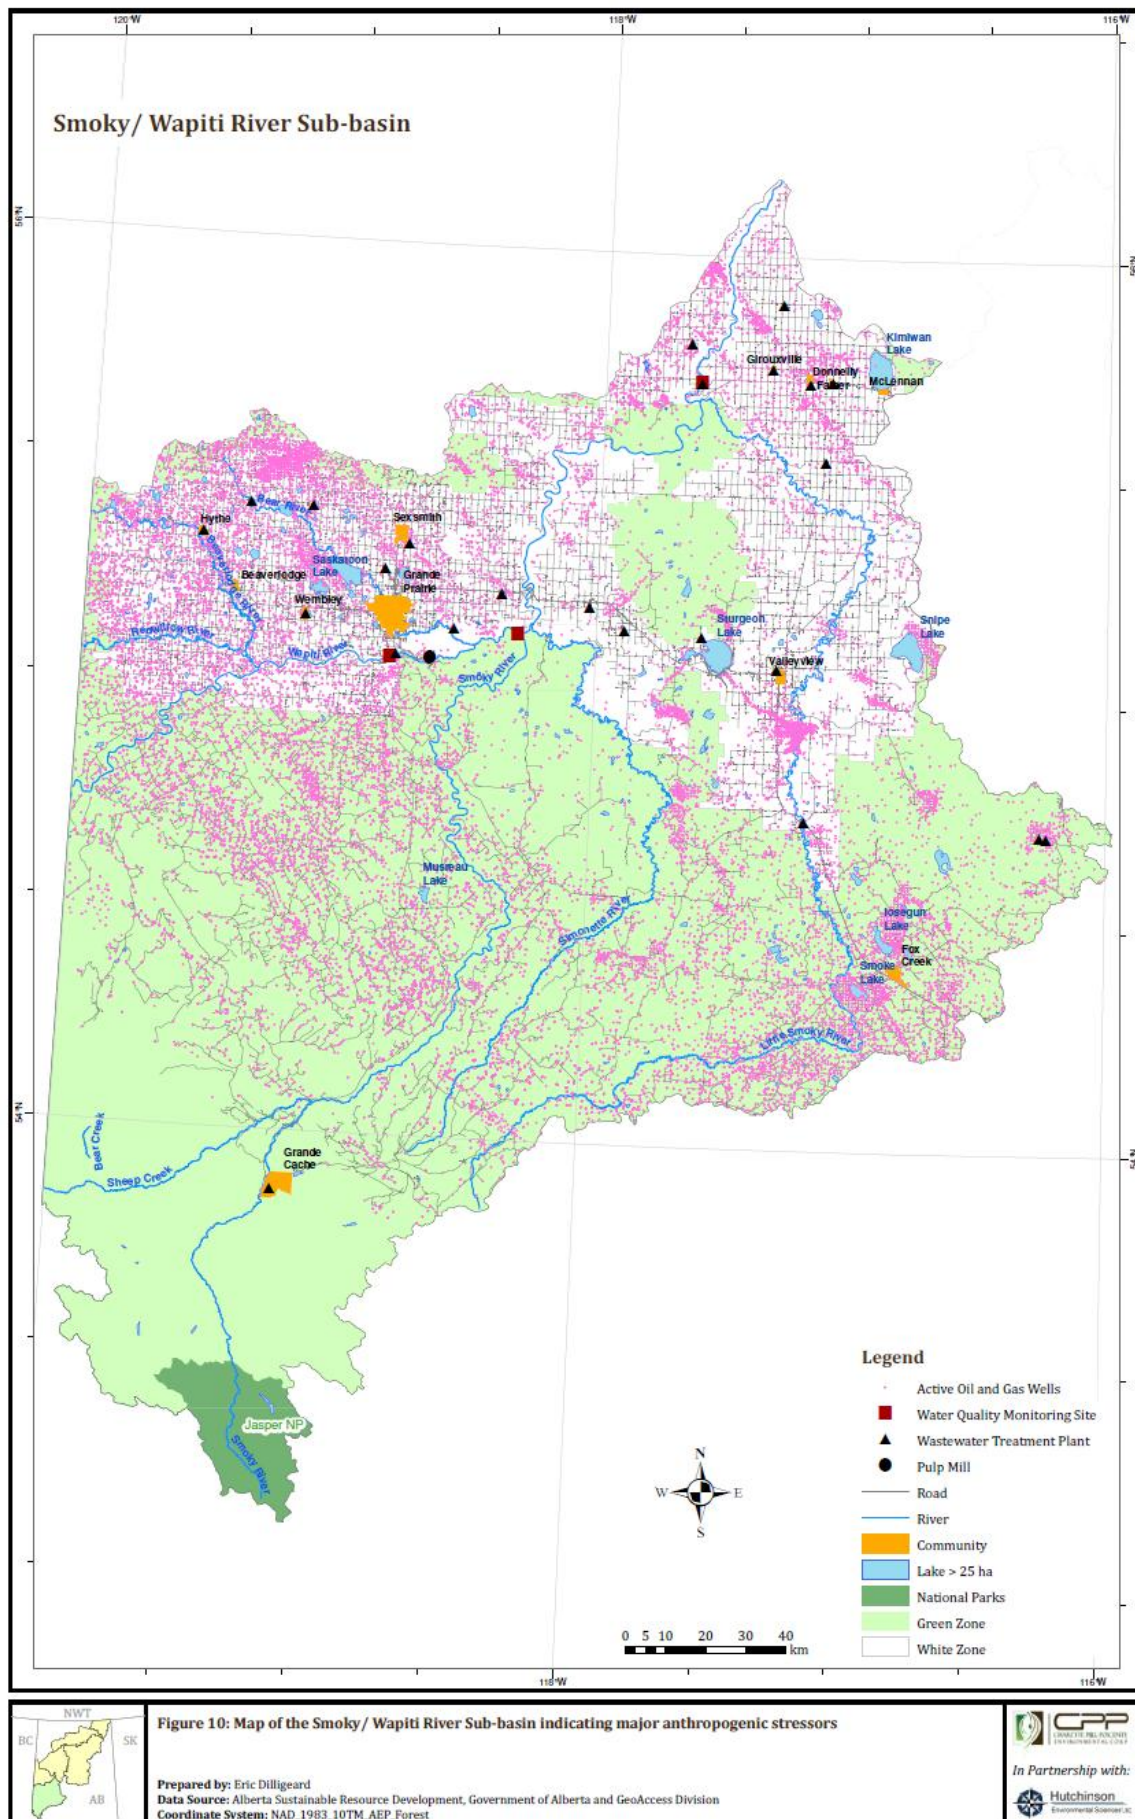 120°W
118°W
116°W
Smoky/ Wapiti River Sub-basin
56°N
Kimiwan
Lake
Girouxville
Donnelly
Falher
McLennan
Bear River
Hythe
Sexsmith
Saskatoon
Lake
Beaverlodge
Grande
Prairie
Wembley
Redwillow River
Wapiti River
Smoky River
Sturgeon
Lake
Snipe
Lake
Valleyview
Musreau
Lake
Simonette River
Iosegun
Lake
Fox
Creek
Smoke
Lake
Little Smoky River
54°N
Bear Creek
Sheep Creek
Grande
Cache
Jasper NP
Smoky River
Legend
Active Oil and Gas Wells
Water Quality Monitoring Site
Wastewater Treatment Plant
Pulp Mill
Road
River
Community
Lake > 25 ha
National Parks
Green Zone
White Zone
N
W E
S
0 5 10 20 30 40
km
118°W
116°W
NWT
BC
SK
AB
Figure 10: Map of the Smoky/ Wapiti River Sub-basin indicating major anthropogenic stressors
Prepared by: Eric Dilligeard
Data Source: Alberta Sustainable Resource Development, Government of Alberta and GeoAccess Division
Coordinate System: NAD_1983_10TM_AEP_Forest
CPP
In Partnership with:
Hutchinson
Environmental Sciences Ltd